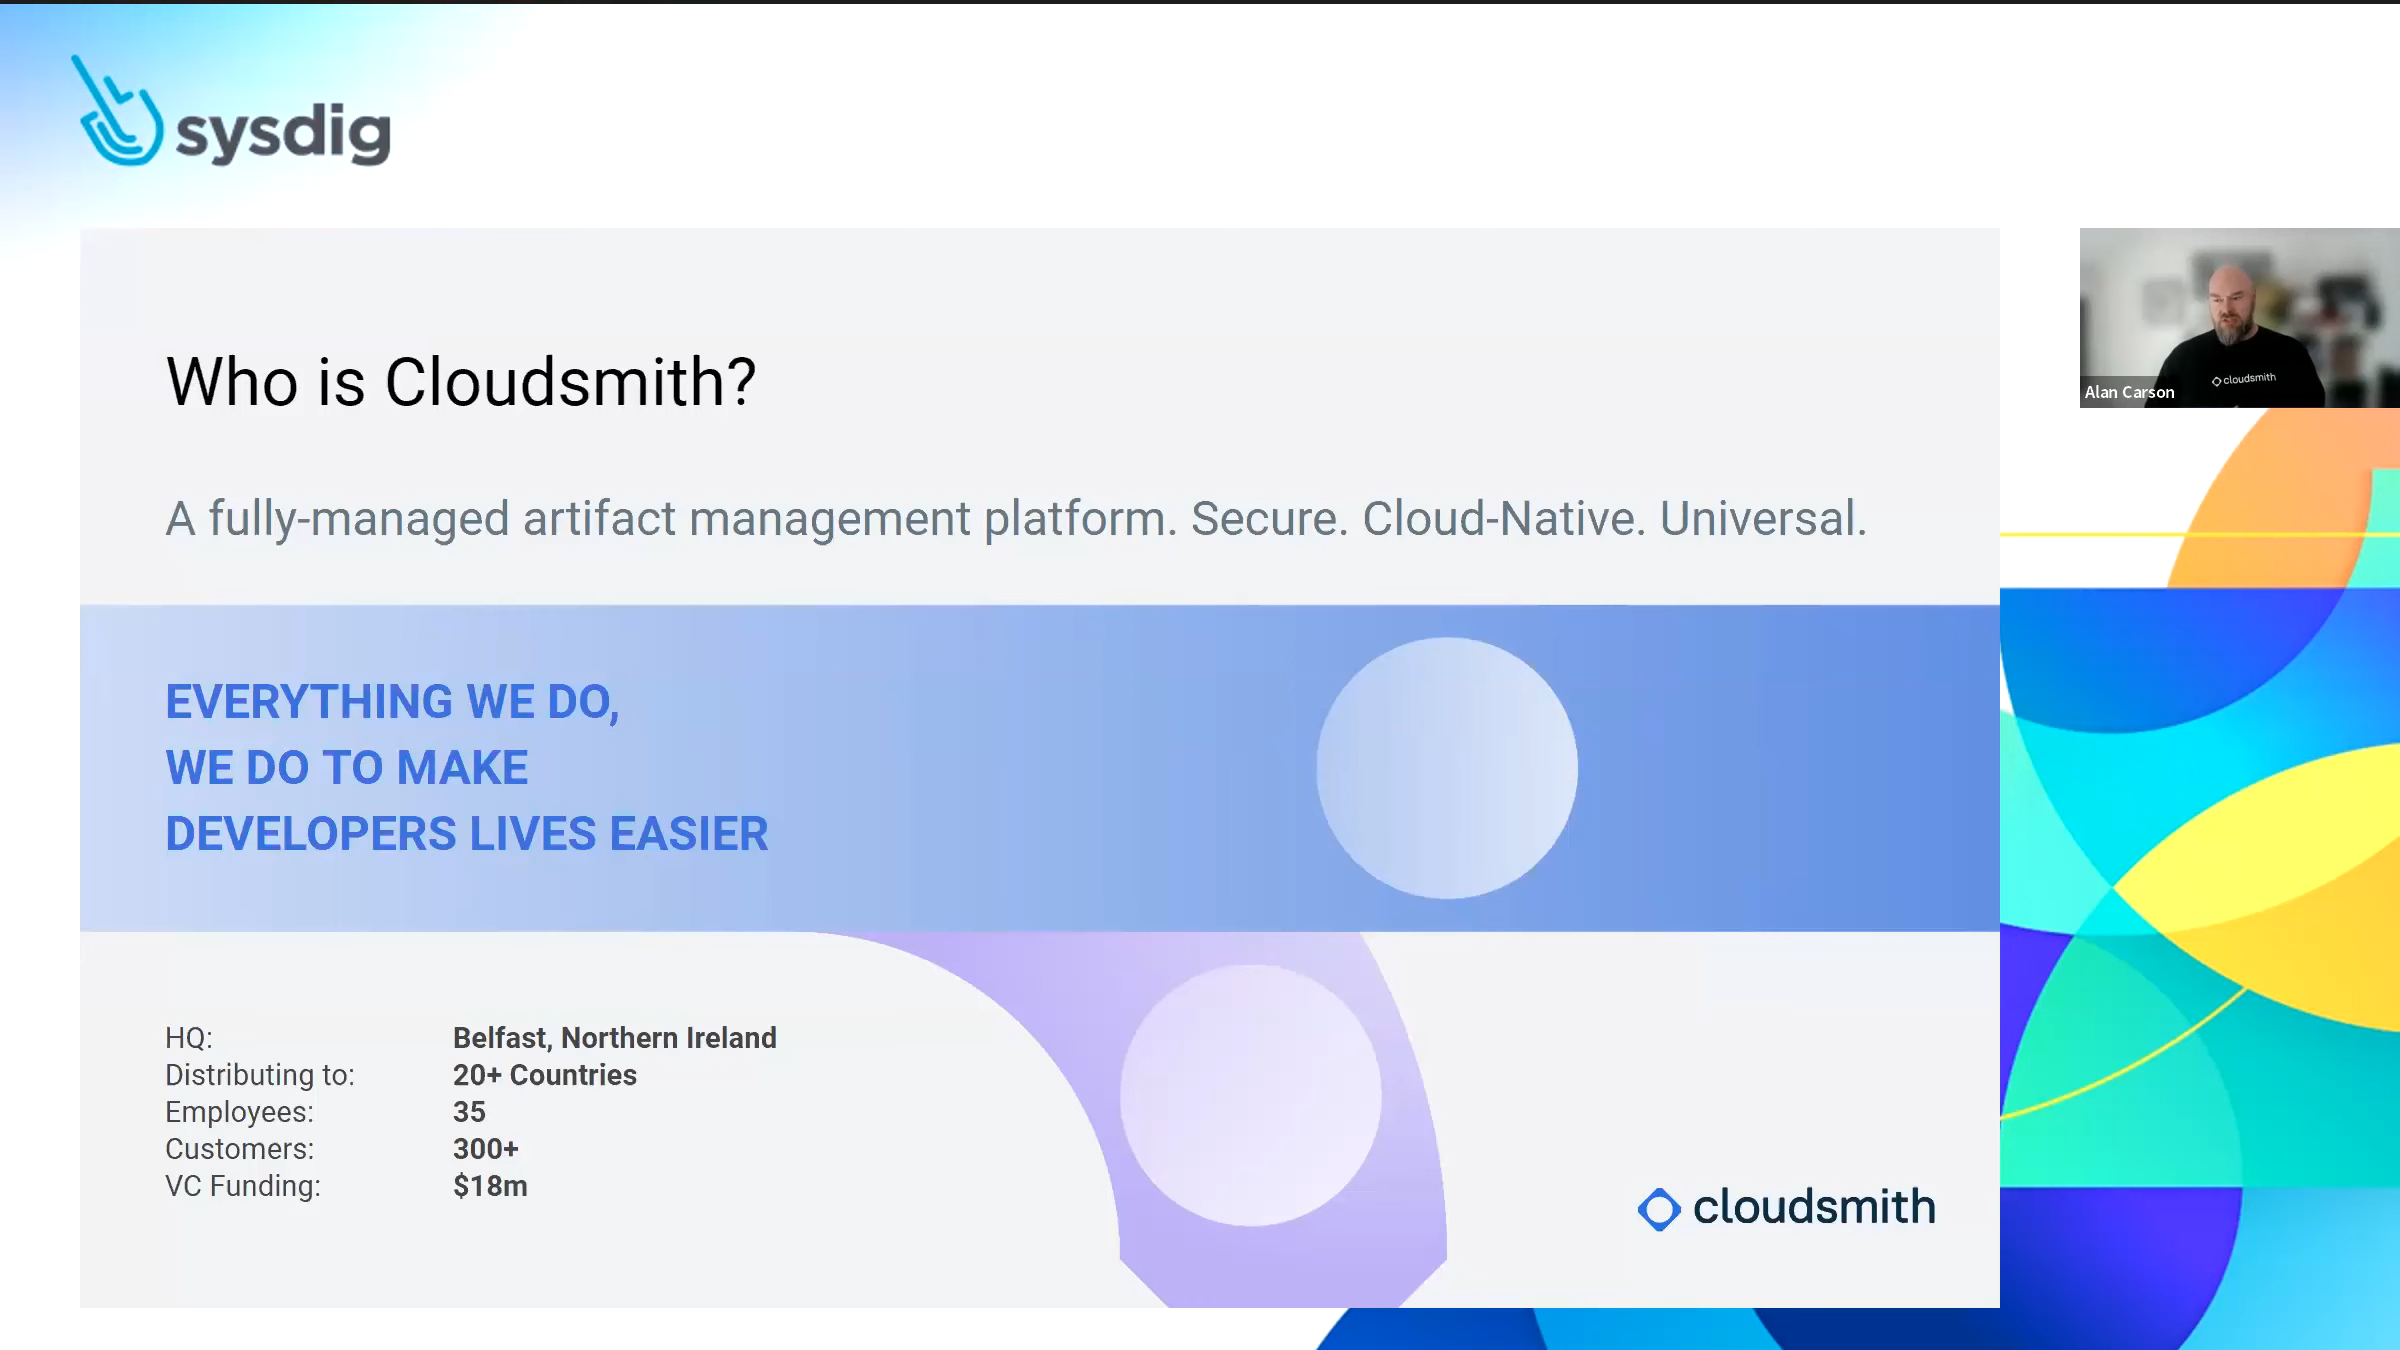 sysdig
Who is Cloudsmith?
A fully-managed artifact management platform. Secure. Cloud-Native. Universal.
cloudsmith
Alan Carson
EVERYTHING WE DO,
WE DO TO MAKE
DEVELOPERS LIVES EASIER
HQ: Belfast, Northern Ireland
Distributing to: 20+ Countries
Employees: 35
Customers: 300+
VC Funding: $18m
cloudsmith